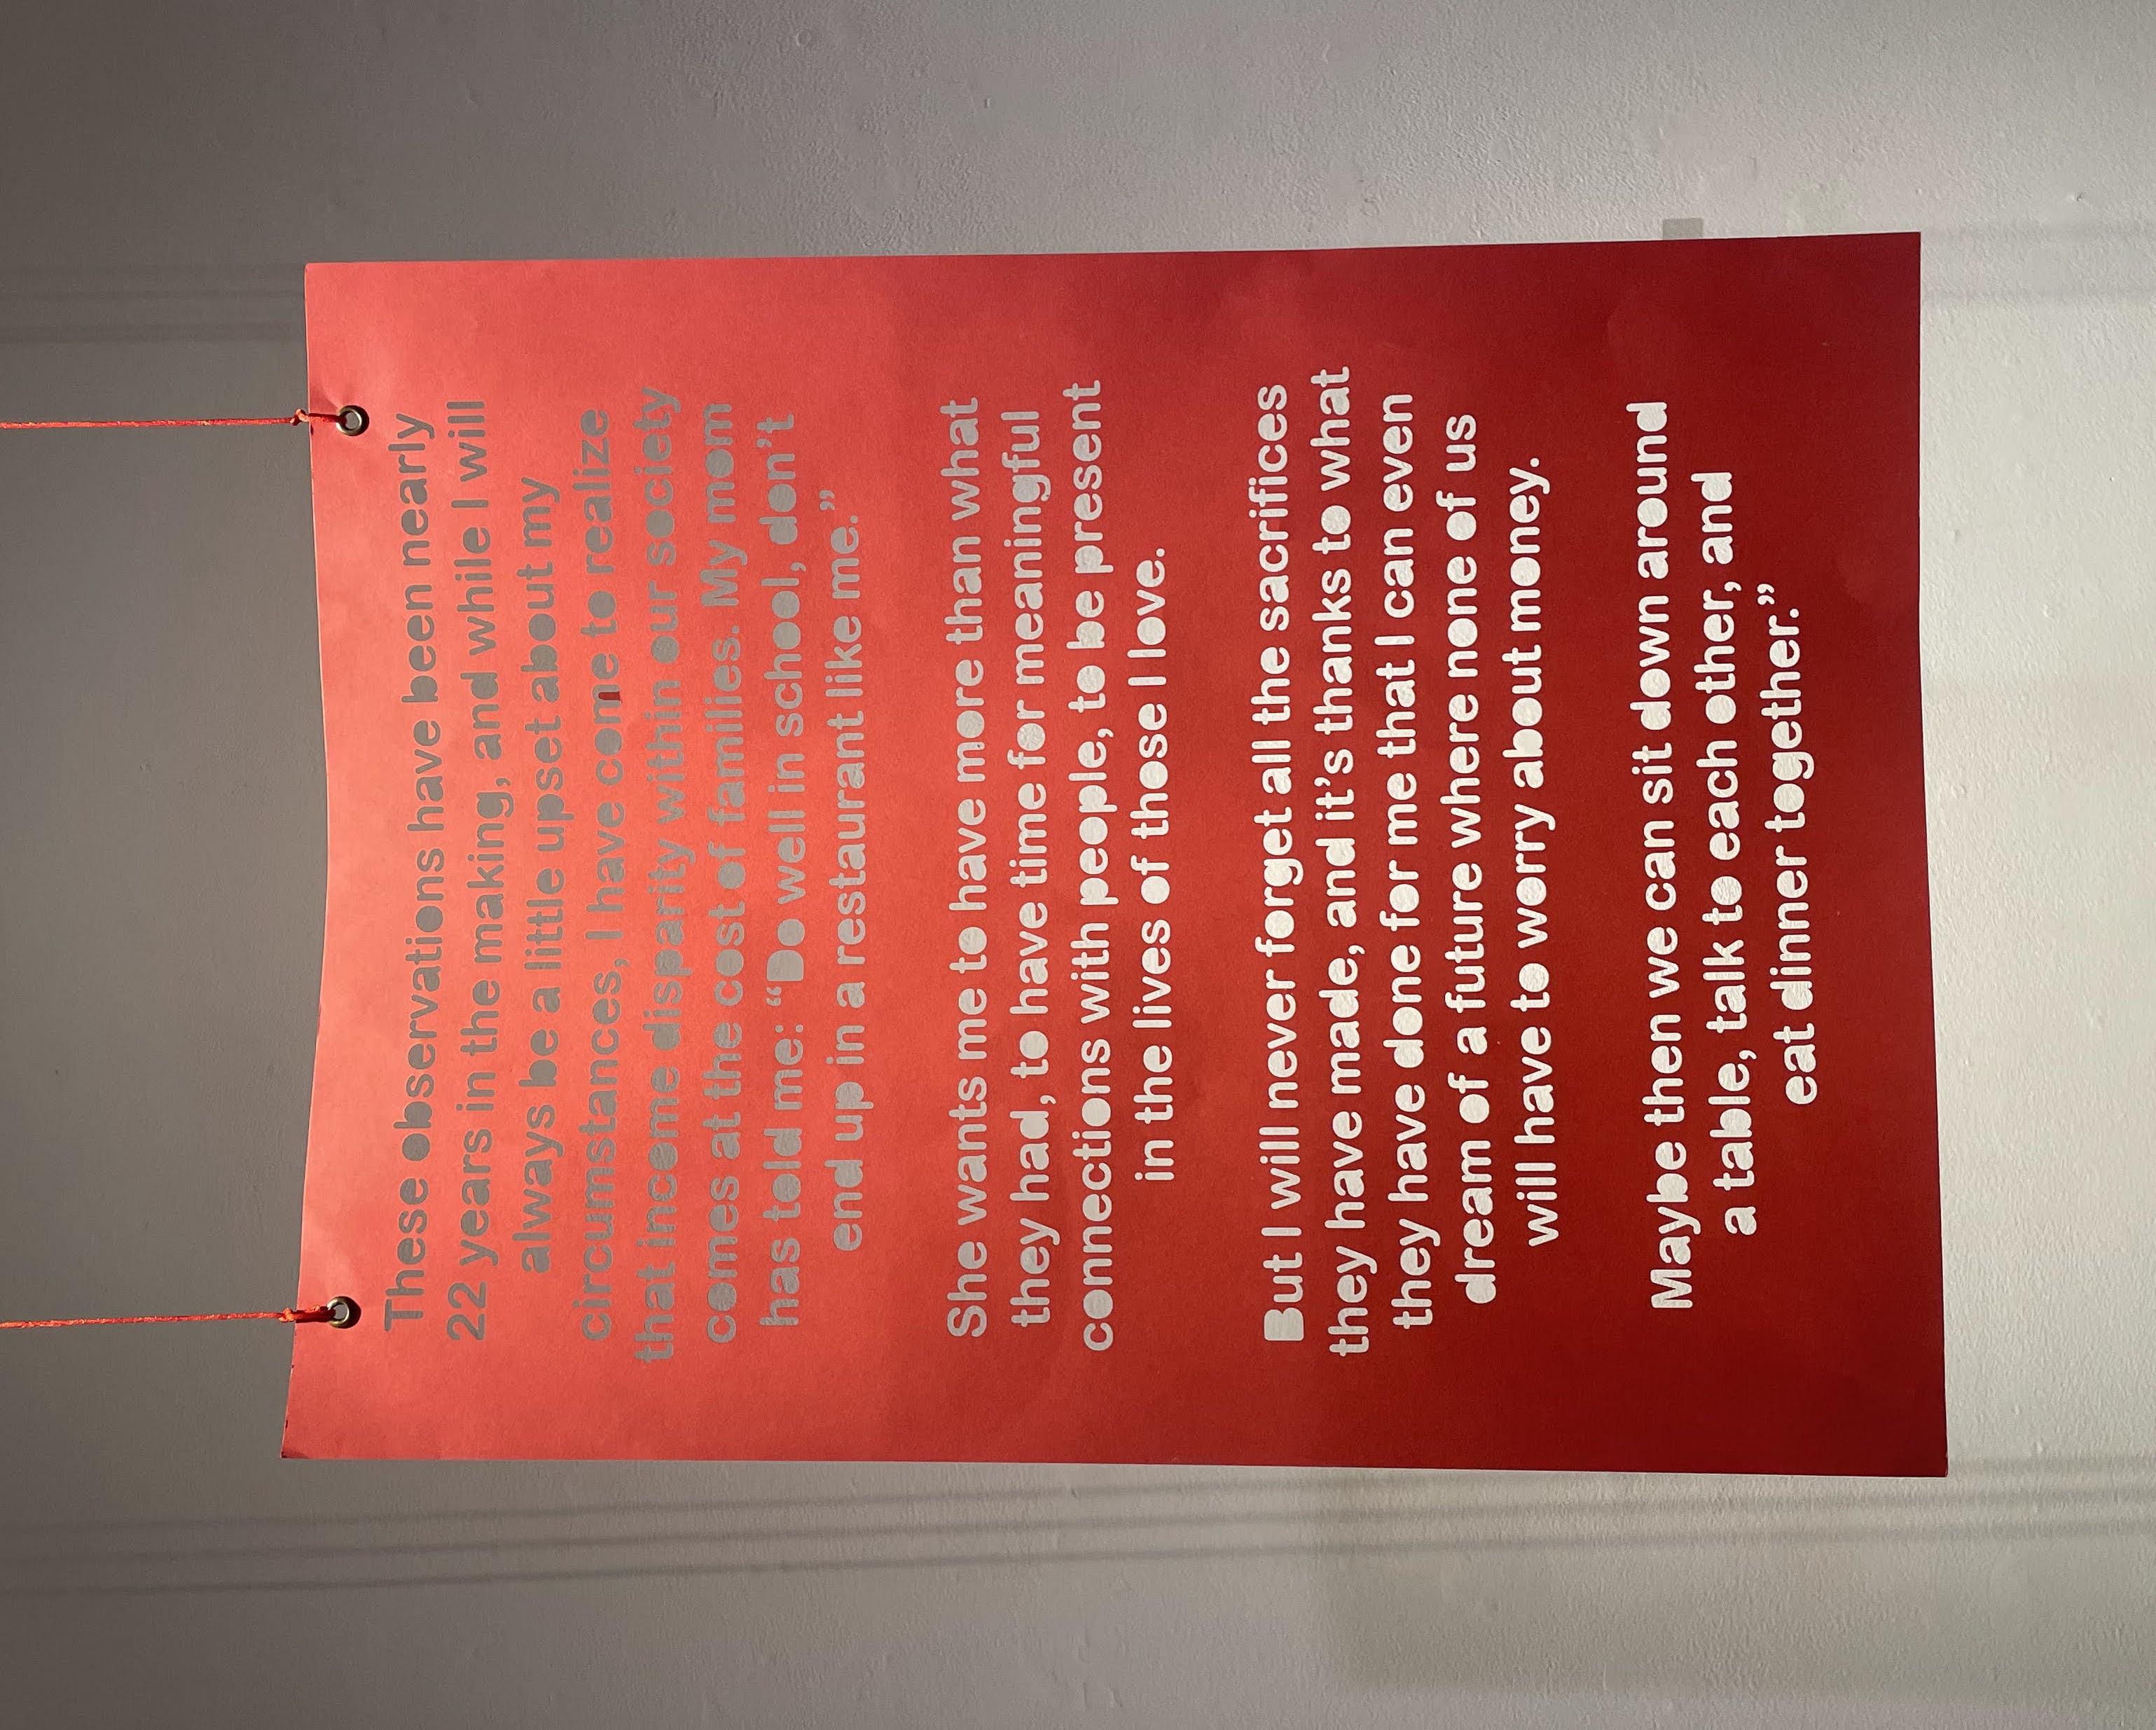 These observations have been nearly
22 years in the making, and while I will
always be a little upset about my
circumstances, I have come to realize
that income disparity within our society
comes at the cost of families. My mom
has told me: “Do well in school, don’t
end up in a restaurant like me.”
She wants me to have more than what
they had, to have time for meaningful
connections with people, to be present
in the lives of those I love.
But I will never forget all the sacrifices
they have made, and it’s thanks to what
they have done for me that I can even
dream of a future where none of us
will have to worry about money.
Maybe then we can sit down around
a table, talk to each other, and
eat dinner together.”